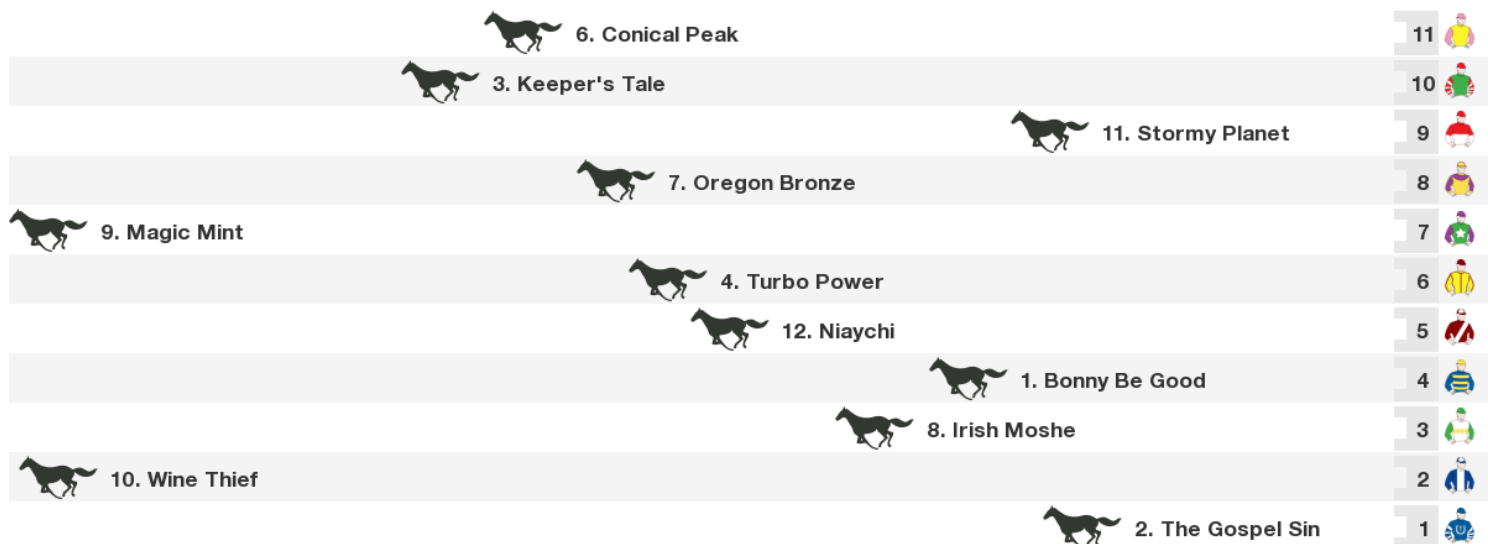 6. Conical Peak 11
3. Keeper's Tale 10
11. Stormy Planet 9
7. Oregon Bronze 8
9. Magic Mint 7
4. Turbo Power 6
12. Niaychi 5
1. Bonny Be Good 4
8. Irish Moshe 3
10. Wine Thief 2
2. The Gospel Sin 1